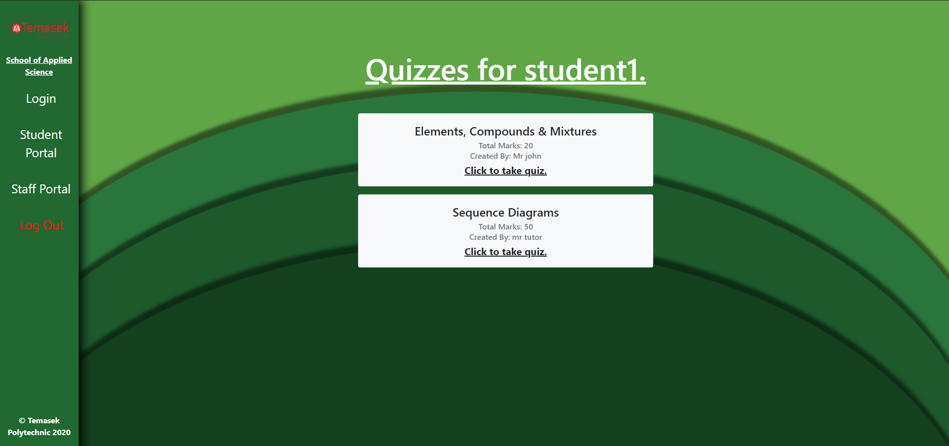 Temasek
School of Applied
Science
Login
Student
Portal
Staff Portal
Log Out
© Temasek
Polytechnic 2020
Quizzes for student1.
Elements, Compounds & Mixtures
Total Marks: 20
Created By: Mr john
Click to take quiz.
Sequence Diagrams
Total Marks: 50
Created By: mr tutor
Click to take quiz.